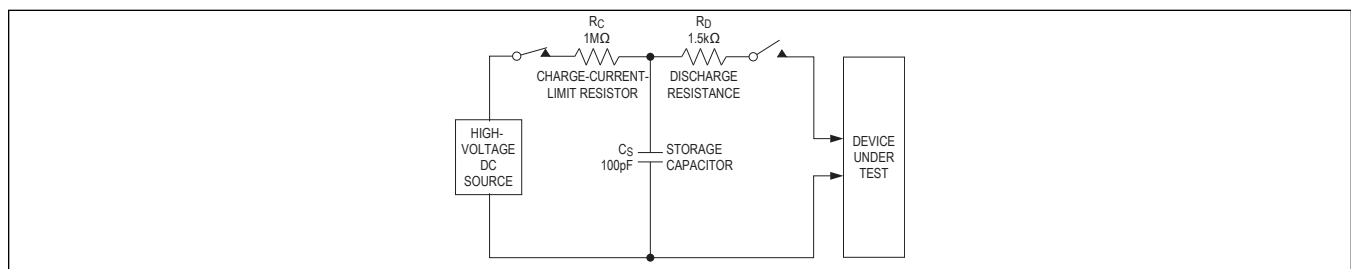 RC
1MΩ
RD
1.5kΩ
CHARGE-CURRENT-
LIMIT RESISTOR
DISCHARGE
RESISTANCE
HIGH-
VOLTAGE
DC
SOURCE
CS
100pF
STORAGE
CAPACITOR
DEVICE
UNDER
TEST